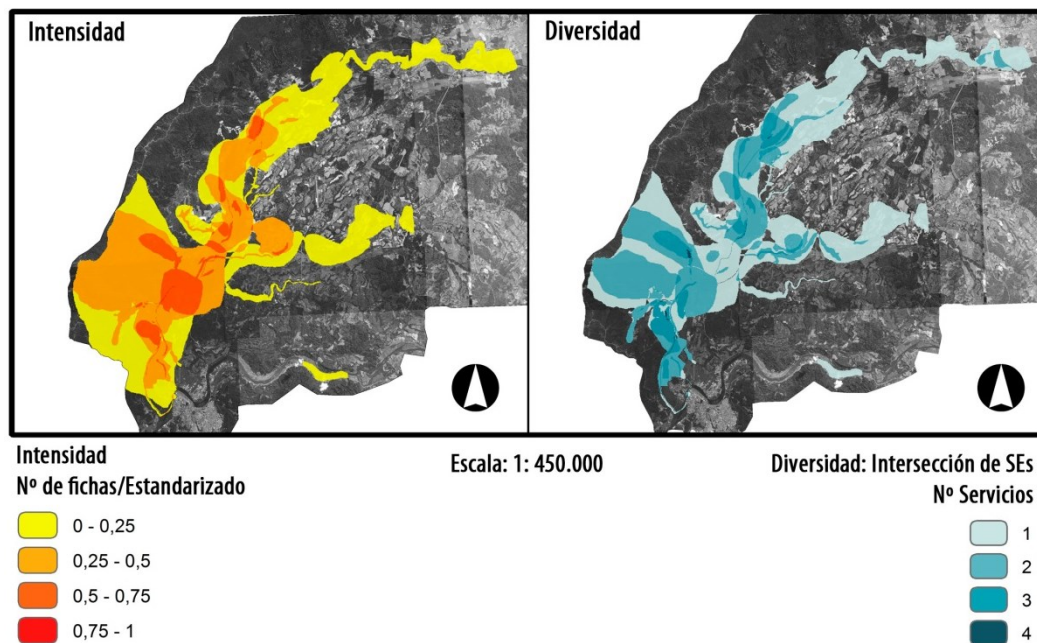 Intensidad
Diversidad
Intensidad
Nº de fichas/Estandarizado
0 - 0,25
0,25 - 0,5
0,5 - 0,75
0,75 - 1
Escala: 1: 450.000
Diversidad: Intersección de SEs
Nº Servicios
1
2
3
4